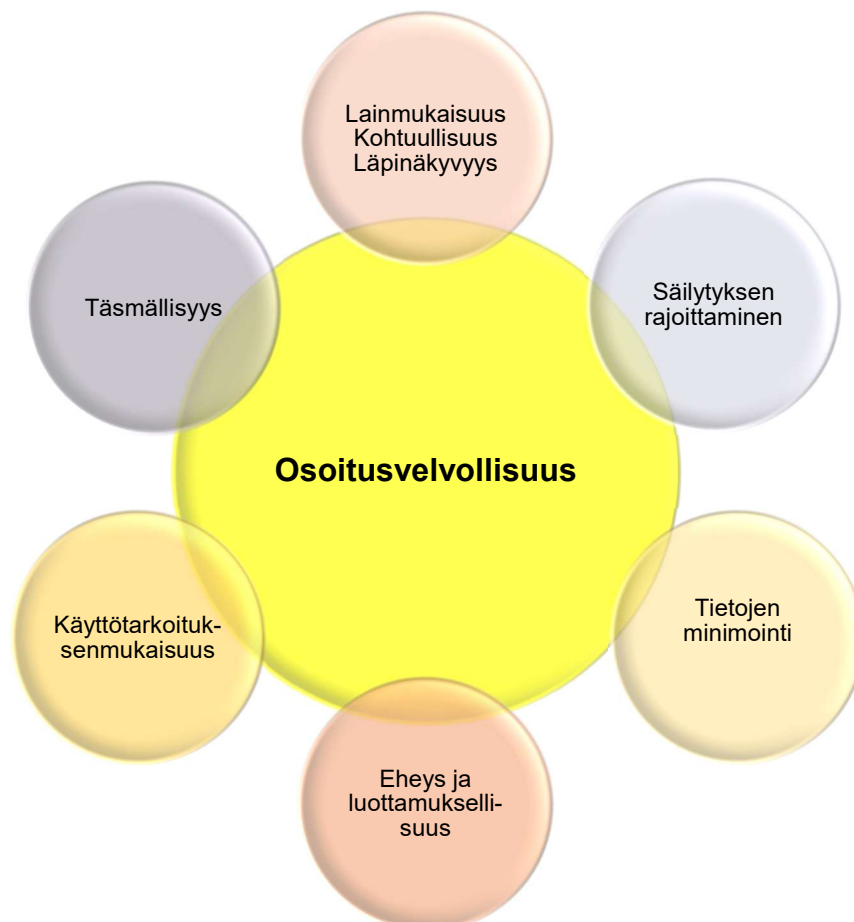 Lainmukaisuus
Kohtuullisuus
Läpinäkyvyys
Säilytyksen
rajoittaminen
Täsmällisyys
Osoitusvelvollisuus
Tietojen
minimointi
Käyttötarkoituk-
senmukaisuus
Eheys ja
luottamukselli-
suus